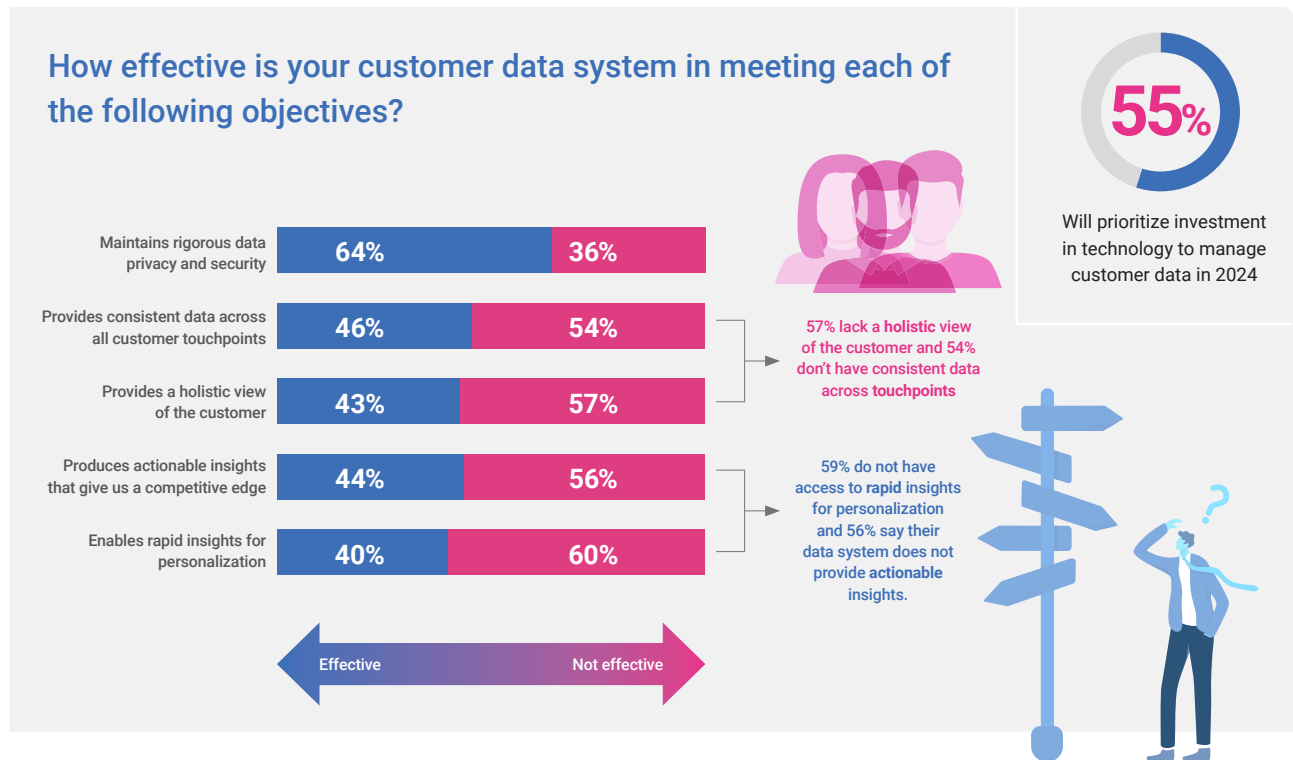 How effective is your customer data system in meeting each of
the following objectives?
55%
Will prioritize investment
in technology to manage
customer data in 2024
Maintains rigorous data
privacy and security
64%
36%
Provides consistent data across
all customer touchpoints
46%
54%
Provides a holistic view
of the customer
43%
57%
57% lack a holistic view
of the customer and 54%
don’t have consistent data
across touchpoints
Produces actionable insights
that give us a competitive edge
44%
56%
Enables rapid insights for
personalization
40%
60%
59% do not have
access to rapid insights
for personalization
and 56% say their
data system does not
provide actionable
insights.
Effective
Not effective
?